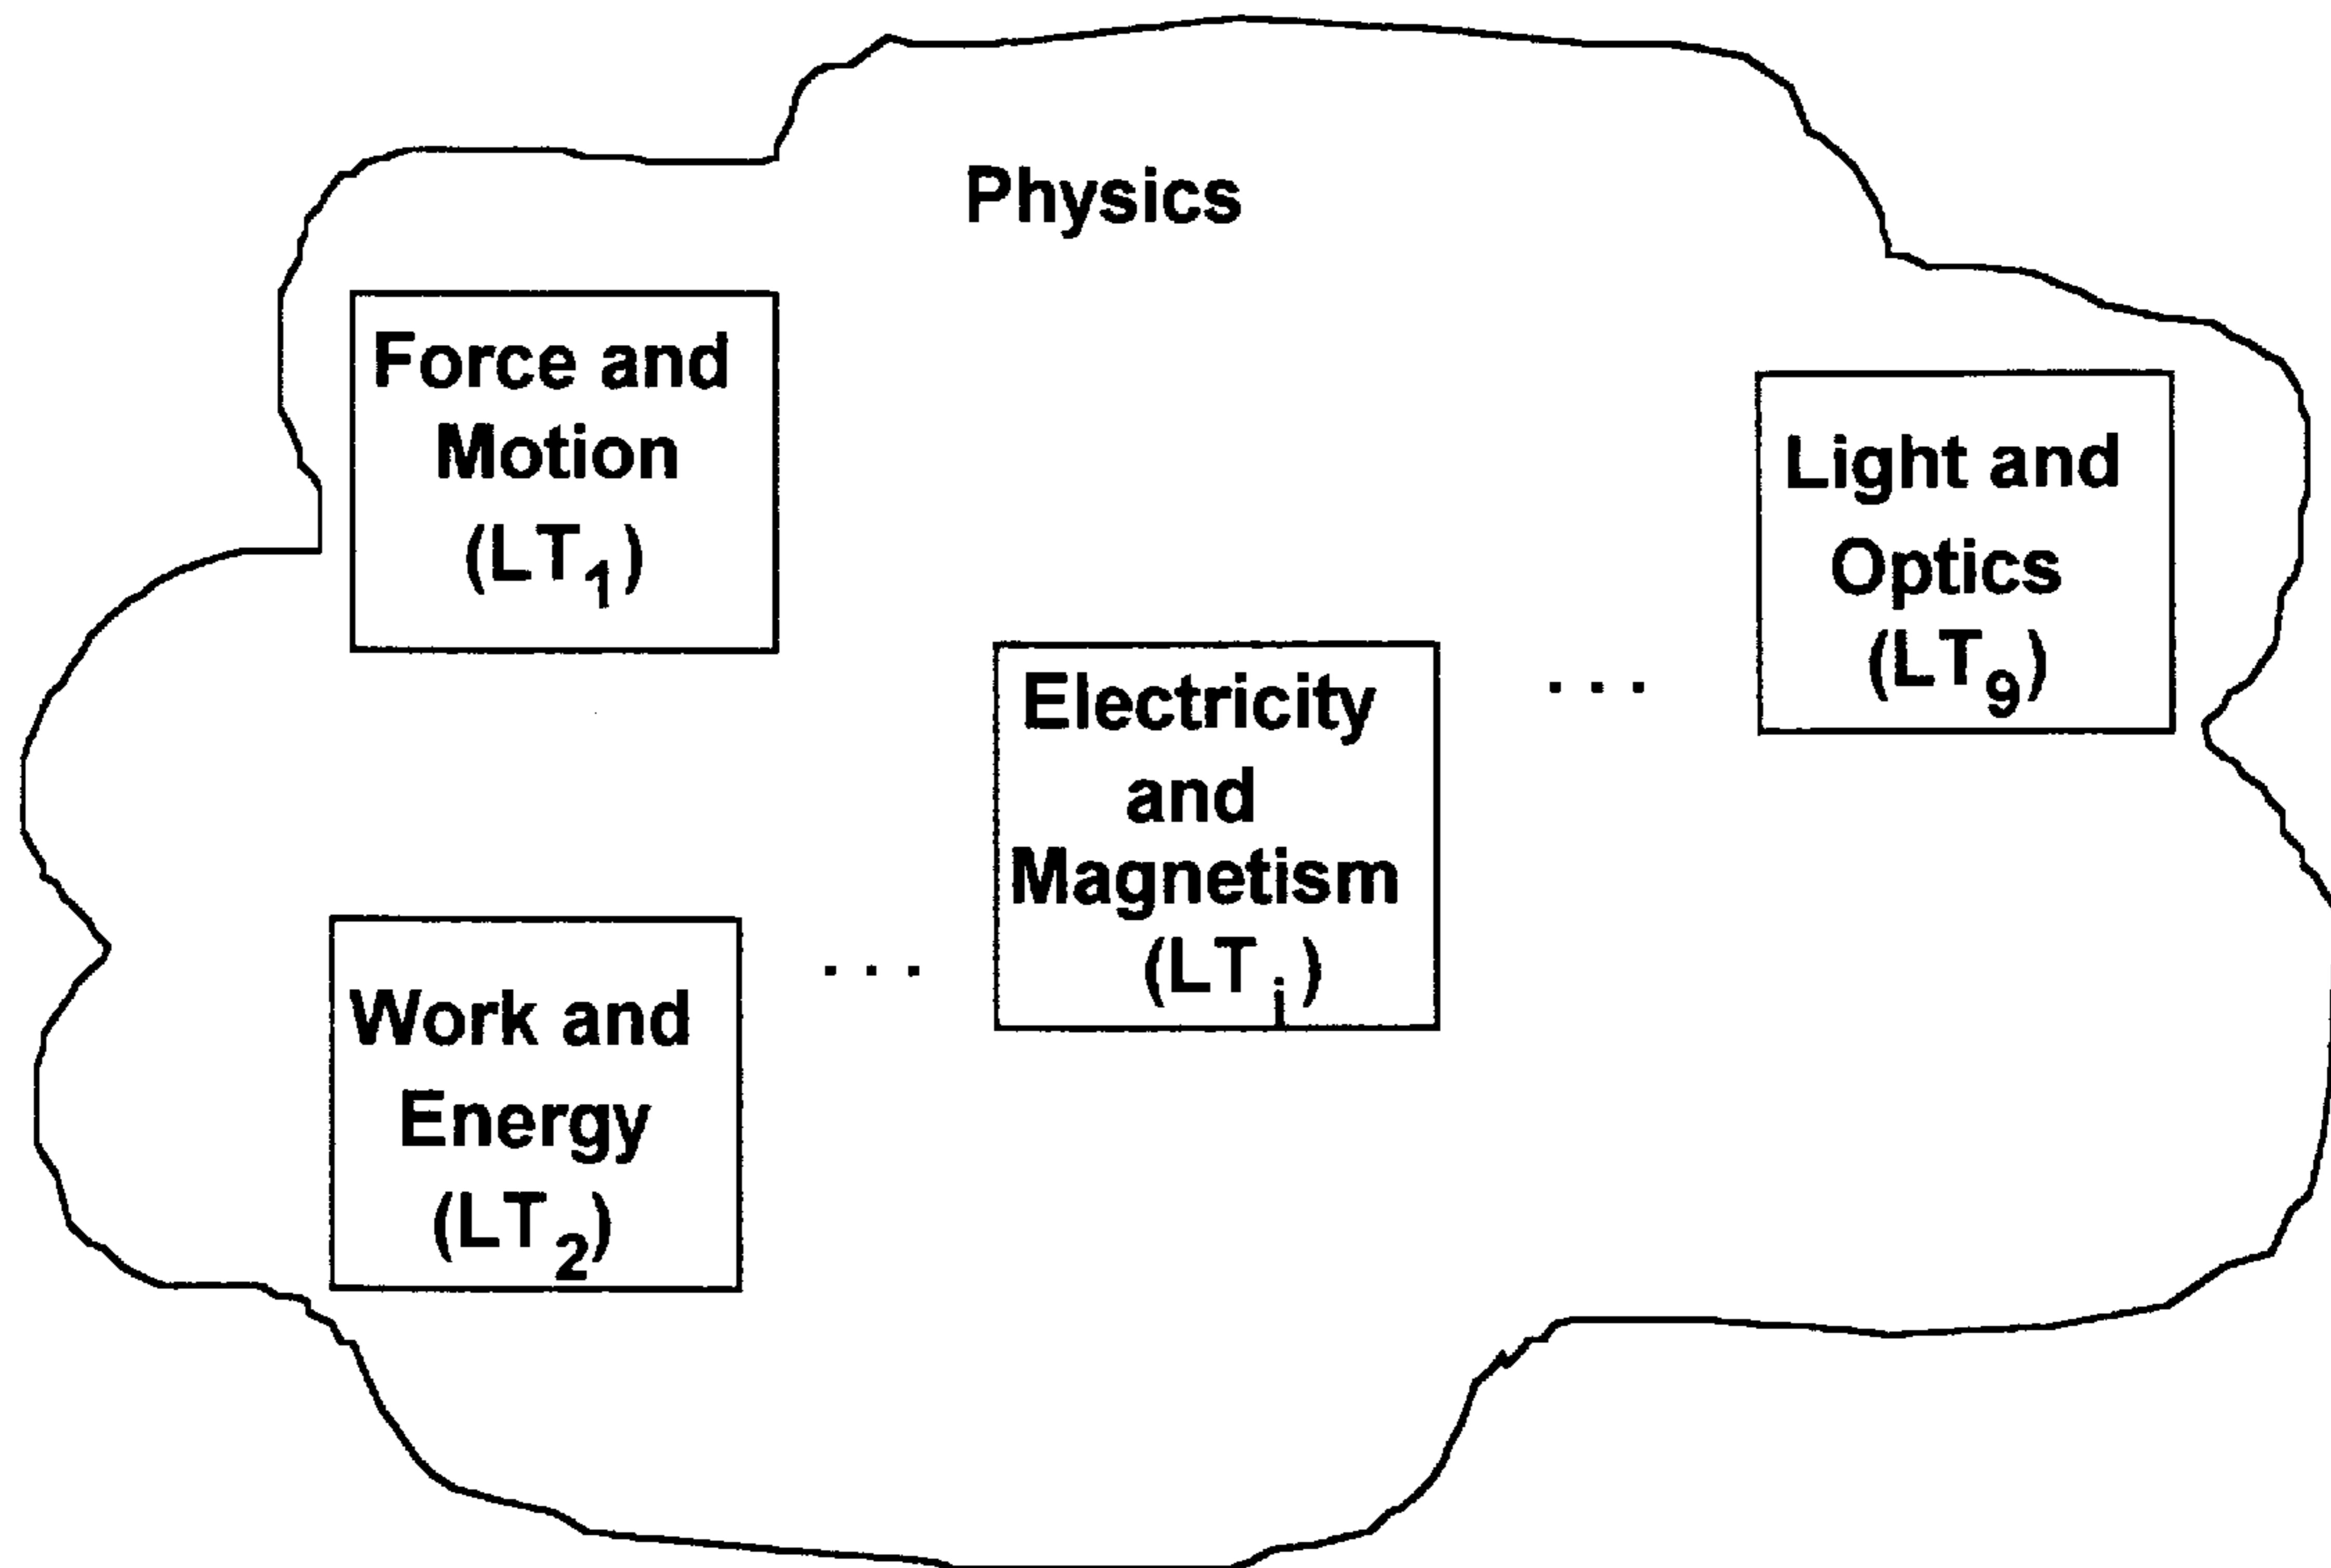 Physics
Force and
Motion
(LT₁)
Light and
Optics
(LT₉)
Electricity
and
Magnetism
(LTᵢ)
. . .
Work and
Energy
(LT₂)
. . .